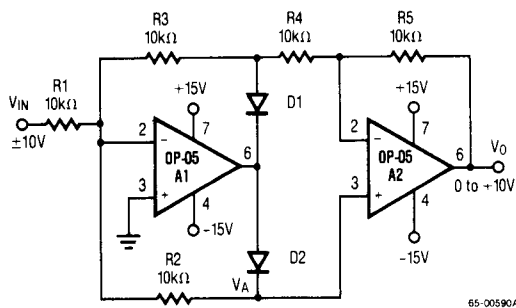 R3
10kΩ
R4
10kΩ
R5
10kΩ
R1
10kΩ
VIN
±10V
+15V
7
2
-
OP-05
A1
6
3
+
4
-15V
D1
D2
R2
10kΩ
VA
+15V
7
2
-
OP-05
A2
6
3
+
4
-15V
VO
0 to +10V
65-00590A